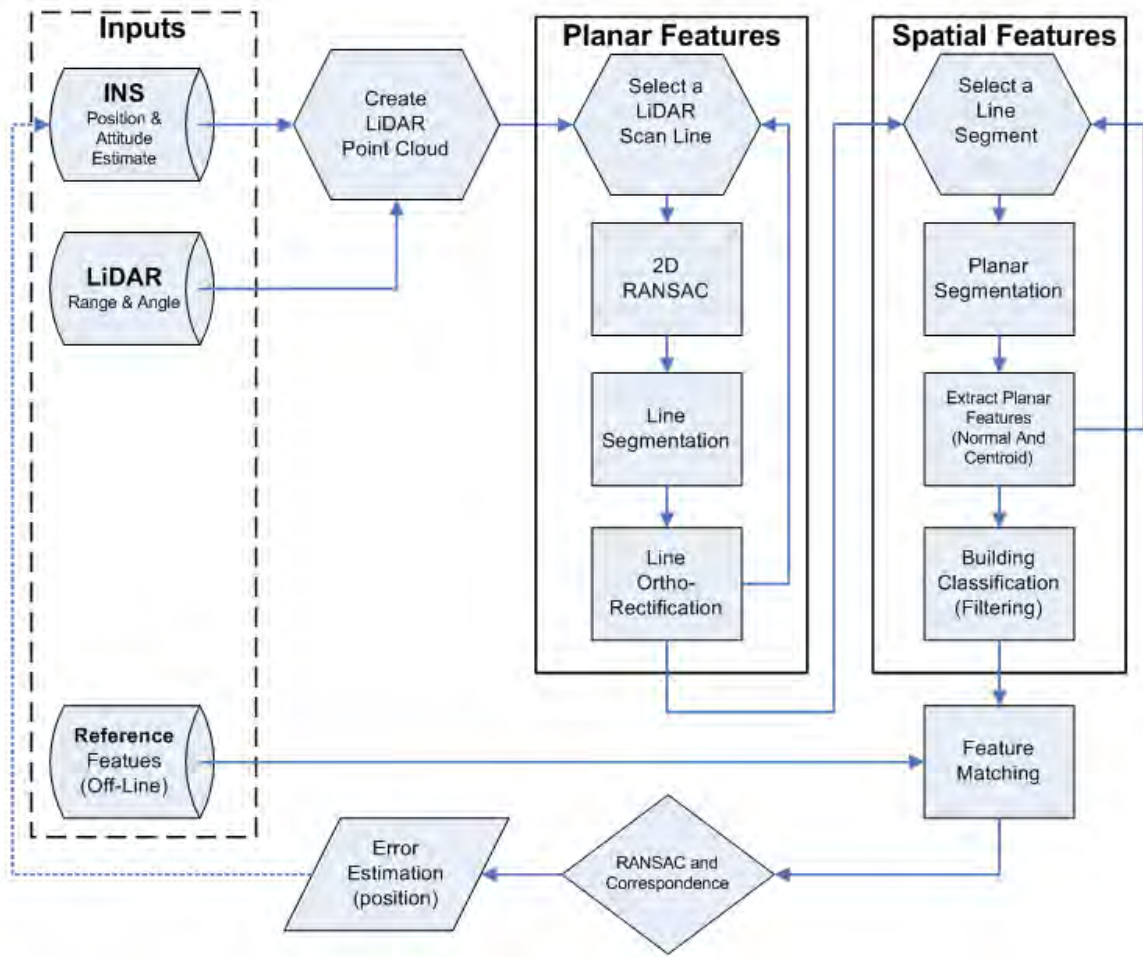 Inputs
INS
Position &
Attitude
Estimate
LiDAR
Range & Angle
Reference
Featues
(Off-Line)
Create
LiDAR
Point Cloud
Planar Features
Select a
LiDAR
Scan Line
2D
RANSAC
Line
Segmentation
Line
Ortho-
Rectification
Spatial Features
Select a
Line
Segment
Planar
Segmentation
Extract Planar
Features
(Normal And
Centroid)
Building
Classification
(Filtering)
Feature
Matching
RANSAC and
Correspondence
Error
Estimation
(position)